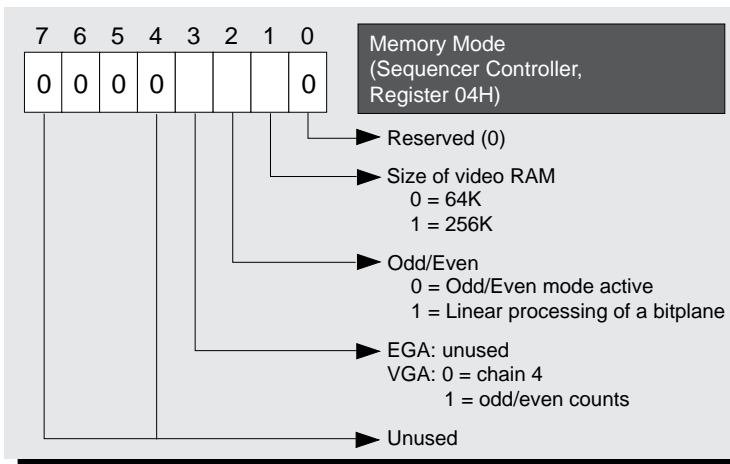 7 6 5 4 3 2 1 0
0 0 0 0 0
Memory Mode
(Sequencer Controller,
Register 04H)
Reserved (0)
Size of video RAM
0 = 64K
1 = 256K
Odd/Even
0 = Odd/Even mode active
1 = Linear processing of a bitplane
EGA: unused
VGA: 0 = chain 4
1 = odd/even counts
Unused